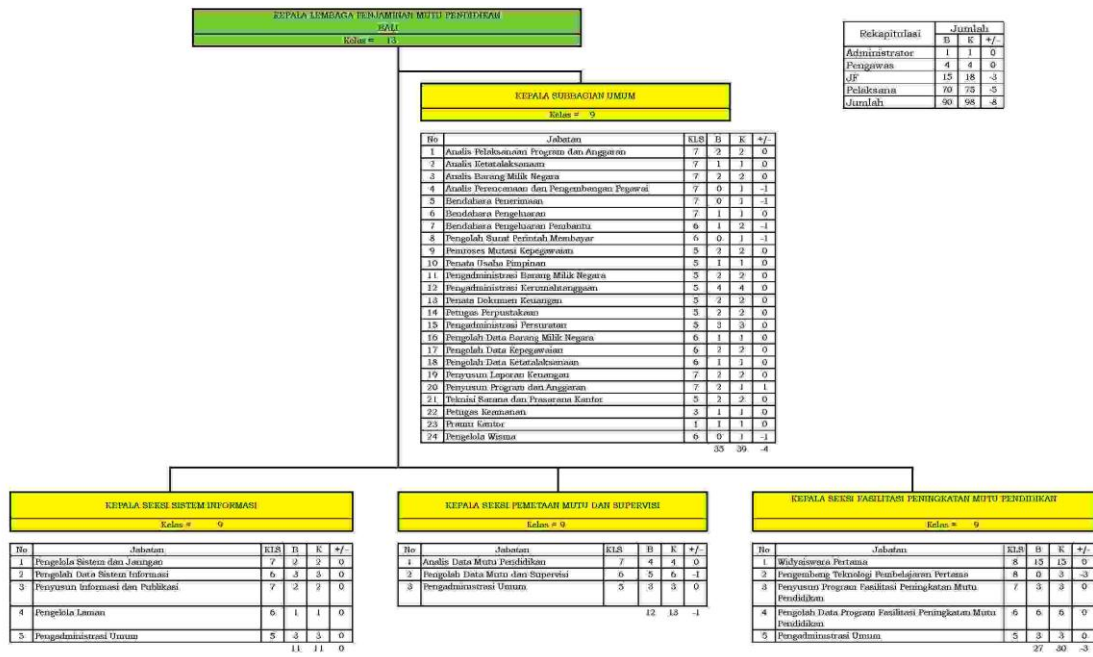 KEPALA LEMBAGA PENJAMINAN MUTU PENDIDIKAN
BALI
Kelas = 13
Rekapitulasi Jumlah
B K +/-
Administrator 1 1 0
Pengawas 4 4 0
JF 15 18 -3
Pelaksana 70 75 -5
Jumlah 90 98 -8
KEPALA SUBBAGIAN UMUM
Kelas = 9
No Jabatan KLS B K +/-
1 Analis Pelaksanaan Program dan Anggaran 7 2 2 0
2 Analis Ketatalaksanaan 7 1 1 0
3 Analis Barang Milik Negara 7 2 2 0
4 Analis Perencanaan dan Pengembangan Pegawai 7 0 1 -1
5 Bendahara Penerimaan 7 0 1 -1
6 Bendahara Pengeluaran 7 1 1 0
7 Bendahara Pengeluaran Pembantu 6 1 2 -1
8 Pengolah Surat Perintah Membayar 6 0 1 -1
9 Pemroses Mutasi Kepegawaian 5 2 2 0
10 Penata Usaha Pimpinan 5 1 1 0
11 Pengadministrasi Barang Milik Negara 5 2 2 0
12 Pengadministrasi Kerumahtanggaan 5 4 4 0
13 Penata Dokumen Keuangan 5 2 2 0
14 Petugas Perpustakaan 5 2 2 0
15 Pengadministrasi Persuratan 5 3 3 0
16 Pengolah Data Barang Milik Negara 6 1 1 0
17 Pengolah Data Kepegawaian 6 2 2 0
18 Pengolah Data Ketatalaksanaan 6 1 1 0
19 Penyusun Laporan Keuangan 7 2 2 0
20 Penyusun Program dan Anggaran 7 2 1 1
21 Teknisi Sarana dan Prasarana Kantor 5 2 2 0
22 Petugas Keamanan 3 1 1 0
23 Pramu Kantor 1 1 1 0
24 Pengelola Wisma 6 0 1 -1
35 39 -4
KEPALA SEKSI SISTEM INFORMASI
Kelas = 9
No Jabatan KLS B K +/-
1 Pengelola Sistem dan Jaringan 7 2 2 0
2 Pengolah Data Sistem Informasi 6 3 3 0
3 Penyusun Informasi dan Publikasi 7 2 2 0
4 Pengelola Laman 6 1 1 0
5 Pengadministrasi Umum 5 3 3 0
11 11 0
KEPALA SEKSI PEMETAAN MUTU DAN SUPERVISI
Kelas = 9
No Jabatan KLS B K +/-
1 Analis Data Mutu Pendidikan 7 4 4 0
2 Pengolah Data Mutu dan Supervisi 6 5 6 -1
3 Pengadministrasi Umum 5 3 3 0
12 13 -1
KEPALA SEKSI FASILITASI PENINGKATAN MUTU PENDIDIKAN
Kelas = 9
No Jabatan KLS B K +/-
1 Widyaiswara Pertama 8 15 15 0
2 Pengembang Teknologi Pembelajaran Pertama 8 0 3 -3
3 Penyusun Program Fasilitasi Peningkatan Mutu
Pendidikan 7 3 3 0
4 Pengolah Data Program Fasilitasi Peningkatan Mutu
Pendidikan 6 6 6 0
5 Pengadministrasi Umum 5 3 3 0
27 30 -3